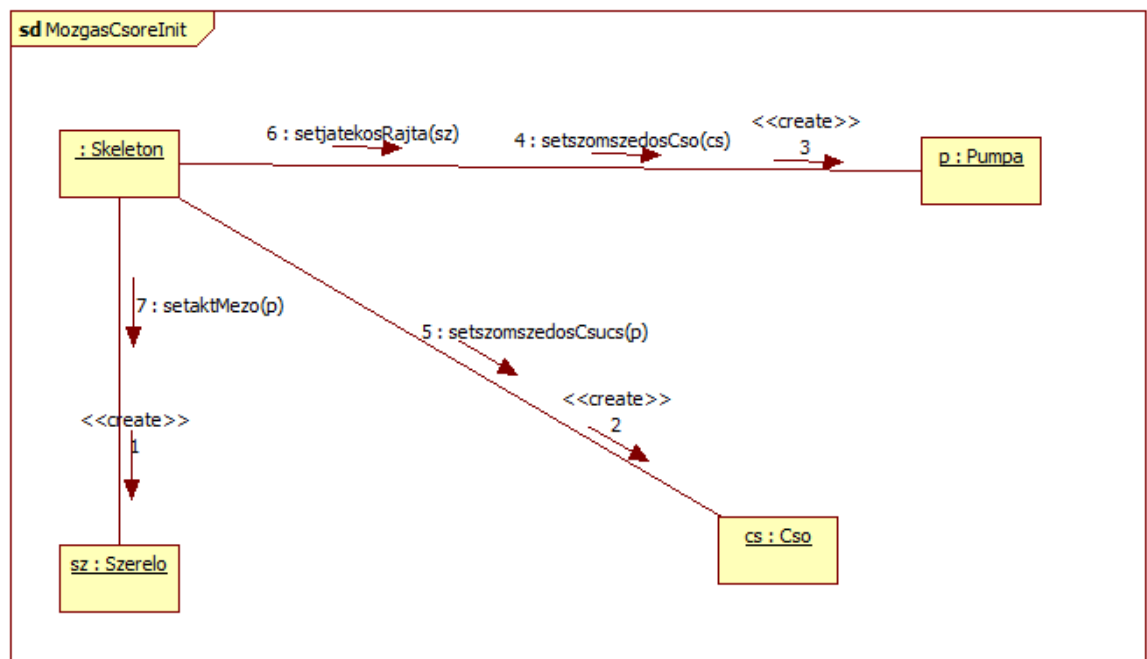 sd MozgasCsoreInit
<<create>>
6 : setjatekosRajta(sz)
4 : setszomszedosCso(cs)
3
: Skeleton
p : Pumpa
7 : setaktMezo(p)
5 : setszomszedosCsucs(p)
<<create>>
2
<<create>>
1
cs : Cso
sz : Szerelo